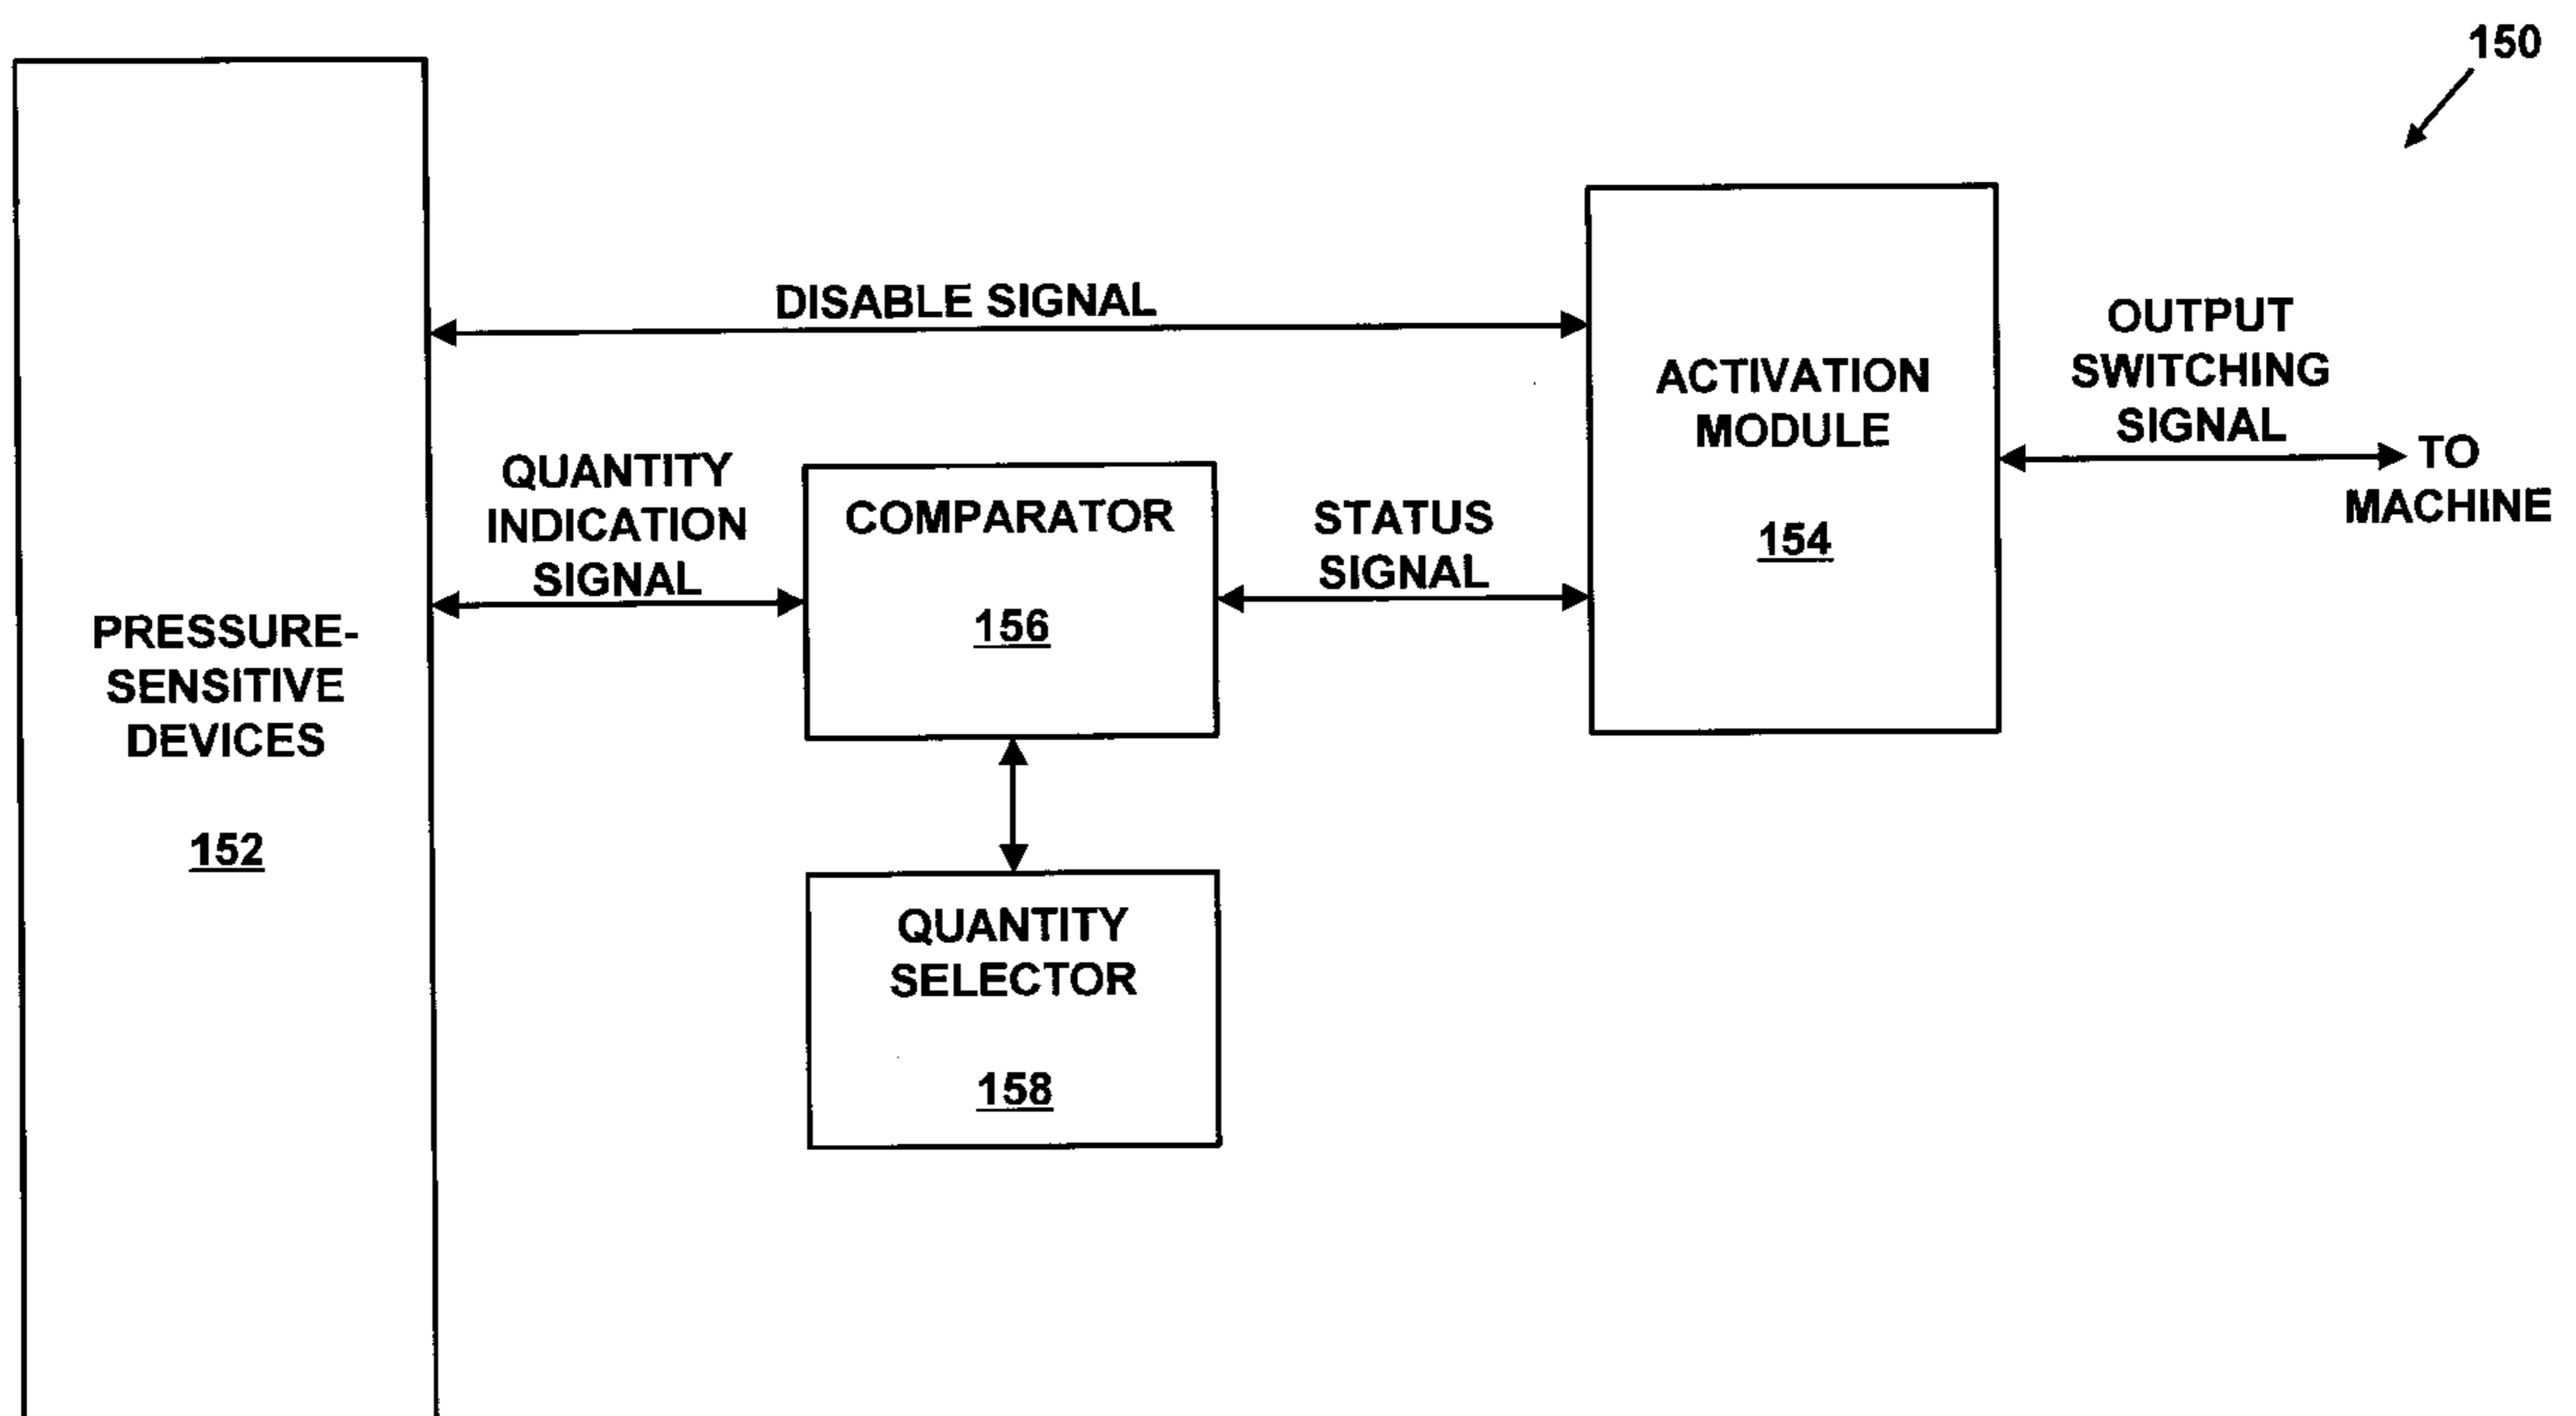 150
DISABLE SIGNAL
OUTPUT
SWITCHING
SIGNAL
TO
MACHINE
ACTIVATION
MODULE
154
QUANTITY
INDICATION
SIGNAL
COMPARATOR
156
STATUS
SIGNAL
PRESSURE-
SENSITIVE
DEVICES
152
QUANTITY
SELECTOR
158